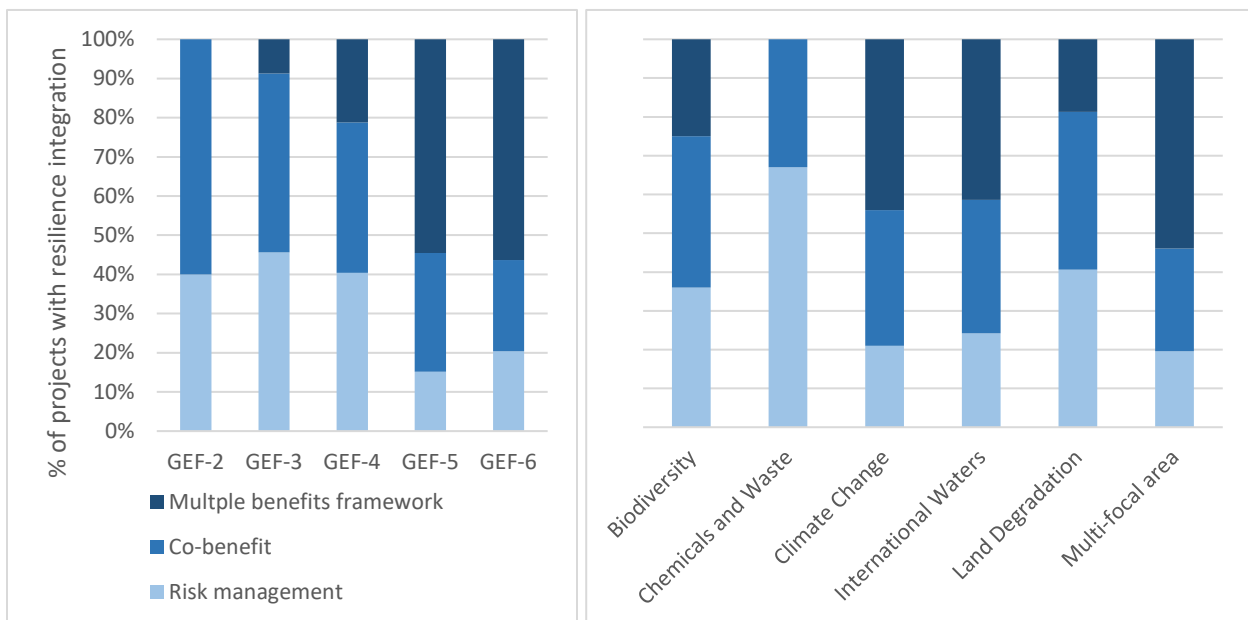 % of projects with resilience integration
100%
90%
80%
70%
60%
50%
40%
30%
20%
10%
0%
GEF-2 GEF-3 GEF-4 GEF-5 GEF-6
Multple benefits framework
Co-benefit
Risk management
Biodiversity
Chemicals and Waste
Climate Change
International Waters
Land Degradation
Multi-focal area